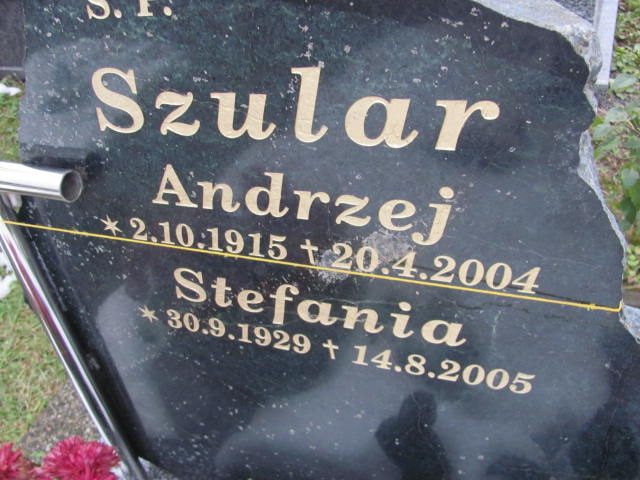 Ś. P.
Szular
Andrzej
* 2.10.1915 † 20.4.2004
Stefania
* 30.9.1929 † 14.8.2005